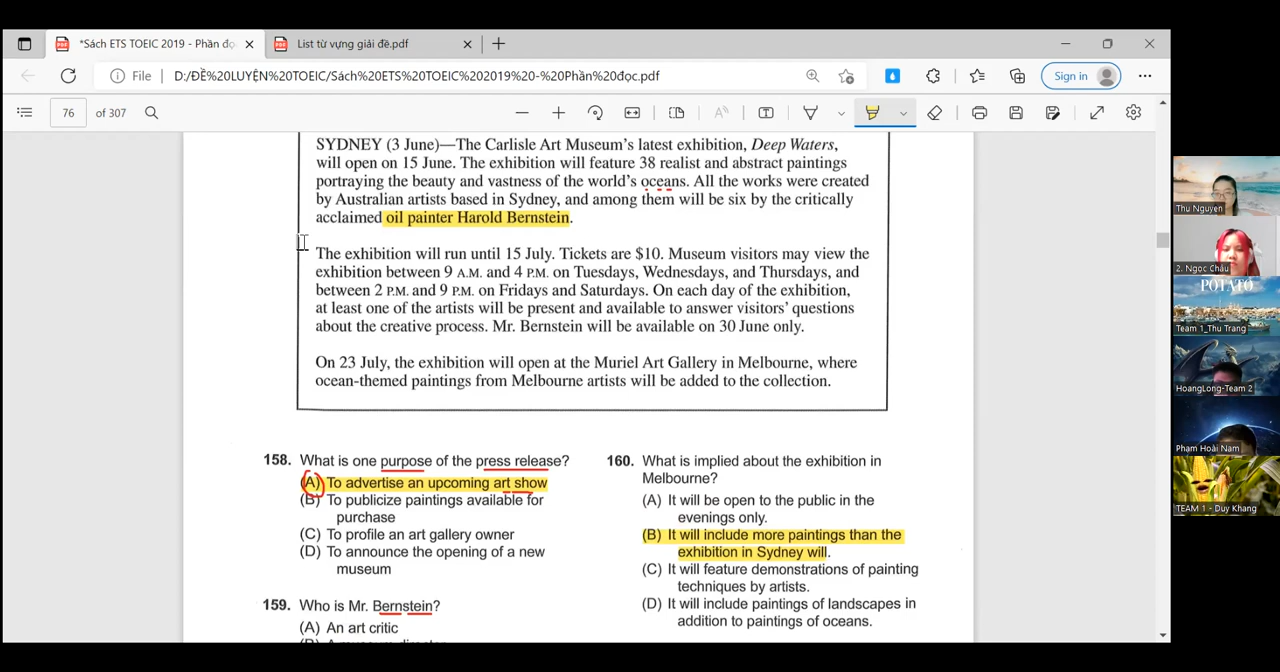 *Sách ETS TOEIC 2019 - Phần đọc
List từ vựng giải đề.pdf
File
D:/ĐỀ%20LUYỆN%20TOEIC/Sách%20ETS%20TOEIC%202019%20-%20Phần%20đọc.pdf
Sign in
76 of 307
SYDNEY (3 June)—The Carlisle Art Museum's latest exhibition, Deep Waters,
will open on 15 June. The exhibition will feature 38 realist and abstract paintings
portraying the beauty and vastness of the world's oceans. All the works were created
by Australian artists based in Sydney, and among them will be six by the critically
acclaimed oil painter Harold Bernstein.
The exhibition will run until 15 July. Tickets are $10. Museum visitors may view the
exhibition between 9 A.M. and 4 P.M. on Tuesdays, Wednesdays, and Thursdays, and
between 2 P.M. and 9 P.M. on Fridays and Saturdays. On each day of the exhibition,
at least one of the artists will be present and available to answer visitors' questions
about the creative process. Mr. Bernstein will be available on 30 June only.
On 23 July, the exhibition will open at the Muriel Art Gallery in Melbourne, where
ocean-themed paintings from Melbourne artists will be added to the collection.
158. What is one purpose of the press release?
(A) To advertise an upcoming art show
(B) To publicize paintings available for
purchase
(C) To profile an art gallery owner
(D) To announce the opening of a new
museum
159. Who is Mr. Bernstein?
(A) An art critic
160. What is implied about the exhibition in
Melbourne?
(A) It will be open to the public in the
evenings only.
(B) It will include more paintings than the
exhibition in Sydney will.
(C) It will feature demonstrations of painting
techniques by artists.
(D) It will include paintings of landscapes in
addition to paintings of oceans.
Thu Nguyen
2. Ngọc Châu
POTATO
Team 1_Thu Trang
HoangLong-Team 2
Phạm Hoài Nam
TEAM 1 - Duy Khang